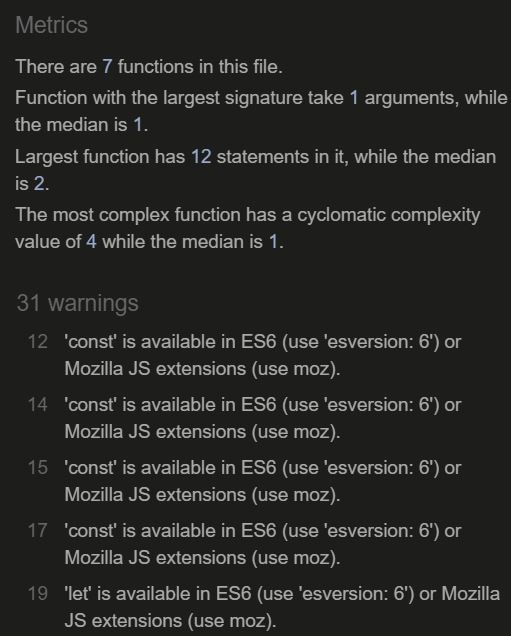 Metrics
There are 7 functions in this file.
Function with the largest signature take 1 arguments, while
the median is 1.
Largest function has 12 statements in it, while the median
is 2.
The most complex function has a cyclomatic complexity
value of 4 while the median is 1.
31 warnings
12 'const' is available in ES6 (use 'esversion: 6') or
Mozilla JS extensions (use moz).
14 'const' is available in ES6 (use 'esversion: 6') or
Mozilla JS extensions (use moz).
15 'const' is available in ES6 (use 'esversion: 6') or
Mozilla JS extensions (use moz).
17 'const' is available in ES6 (use 'esversion: 6') or
Mozilla JS extensions (use moz).
19 'let' is available in ES6 (use 'esversion: 6') or Mozilla
JS extensions (use moz).